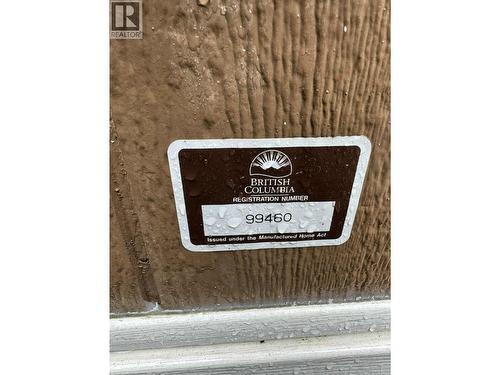 R
REALTOR
BRITISH
COLUMBIA
REGISTRATION NUMBER
99460
Issued under the Manufactured Home Act